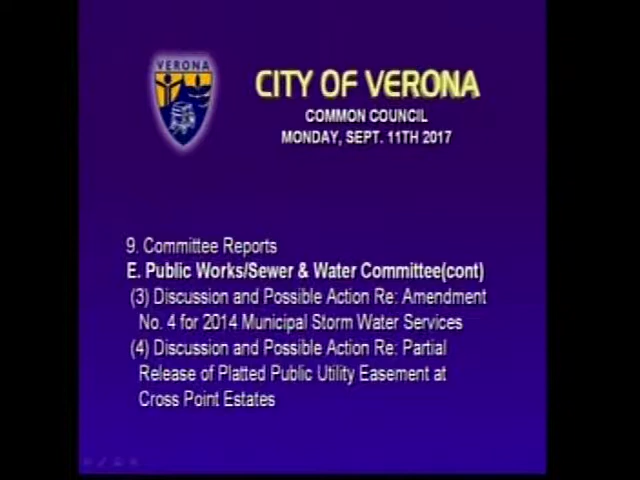 VERONA
CITY OF VERONA
COMMON COUNCIL
MONDAY, SEPT. 11TH 2017
9. Committee Reports
E. Public Works/Sewer & Water Committee(cont)
(3) Discussion and Possible Action Re: Amendment
No. 4 for 2014 Municipal Storm Water Services
(4) Discussion and Possible Action Re: Partial
Release of Platted Public Utility Easement at
Cross Point Estates